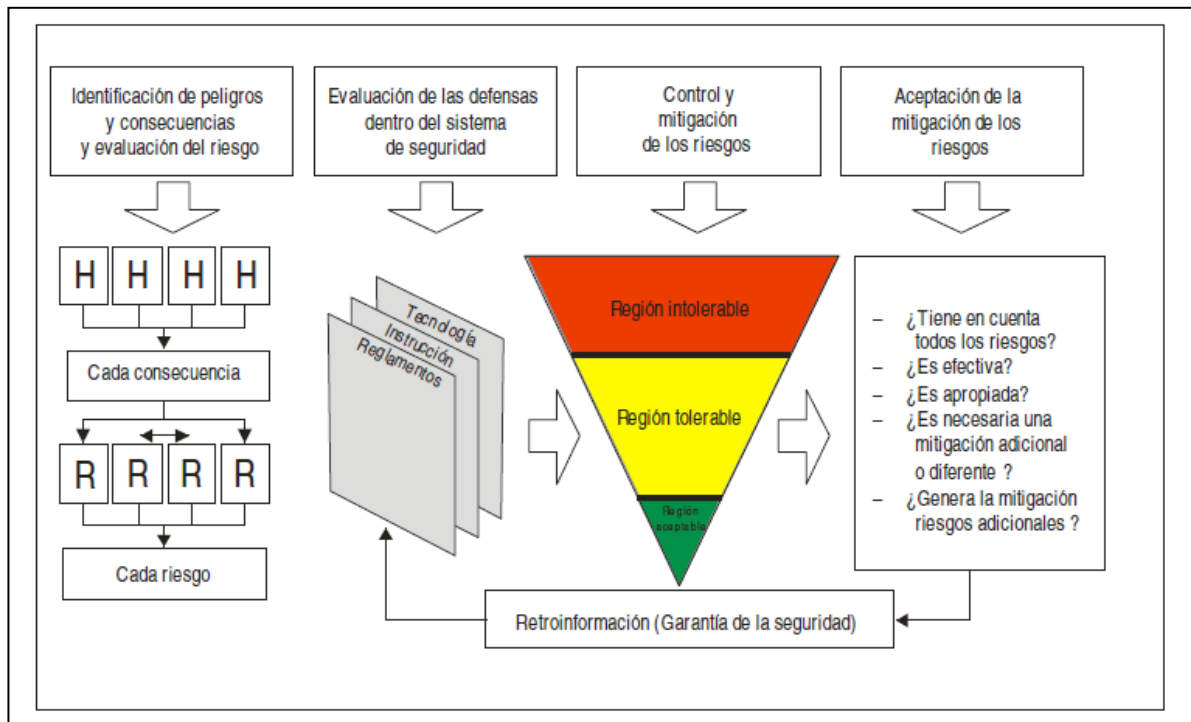 Identificación de peligros
y consecuencias
y evaluación del riesgo
Evaluación de las defensas
dentro del sistema
de seguridad
Control y
mitigación
de los riesgos
Aceptación de la
mitigación de los
riesgos
H H H H
Cada consecuencia
R R R R
Cada riesgo
Tecnología
Instrucción
Reglamentos
Región intolerable
Región tolerable
Región
aceptable
– ¿Tiene en cuenta
todos los riesgos?
– ¿Es efectiva?
– ¿Es apropiada?
– ¿Es necesaria una
mitigación adicional
o diferente ?
– ¿Genera la mitigación
riesgos adicionales ?
Retroinformación (Garantía de la seguridad)